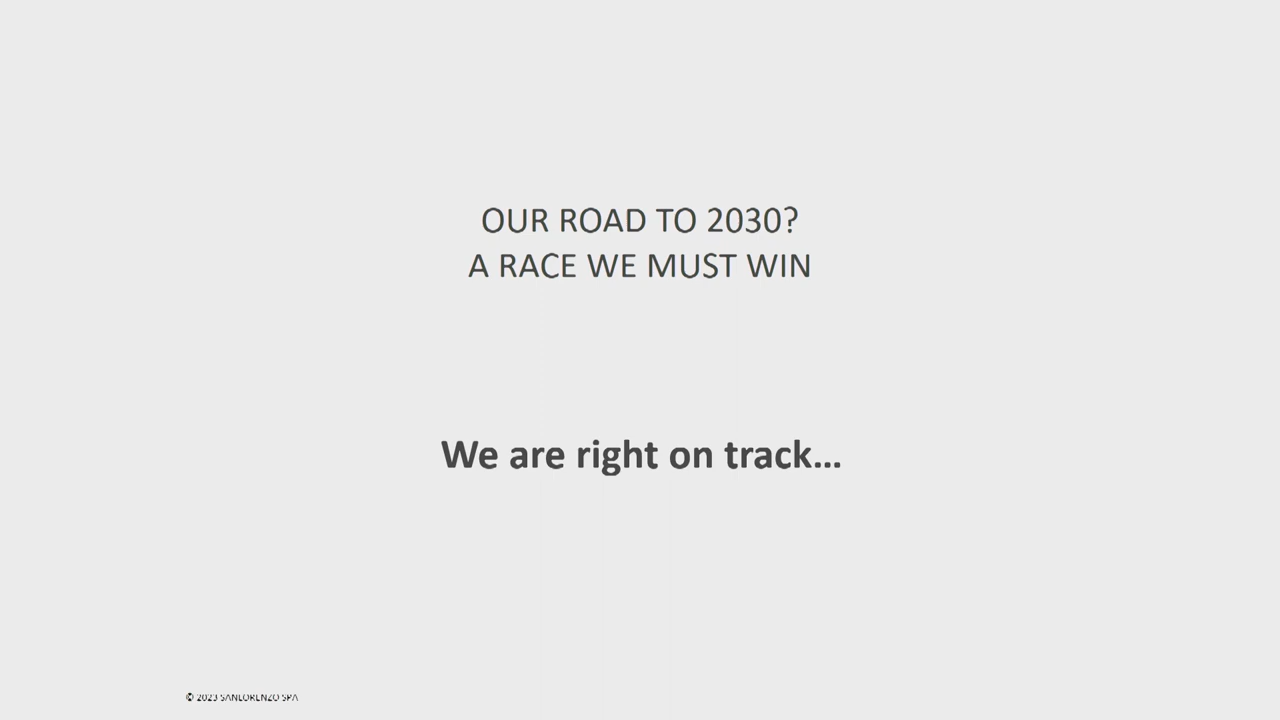 OUR ROAD TO 2030?
A RACE WE MUST WIN
We are right on track...
© 2023 SANLORENZO SPA